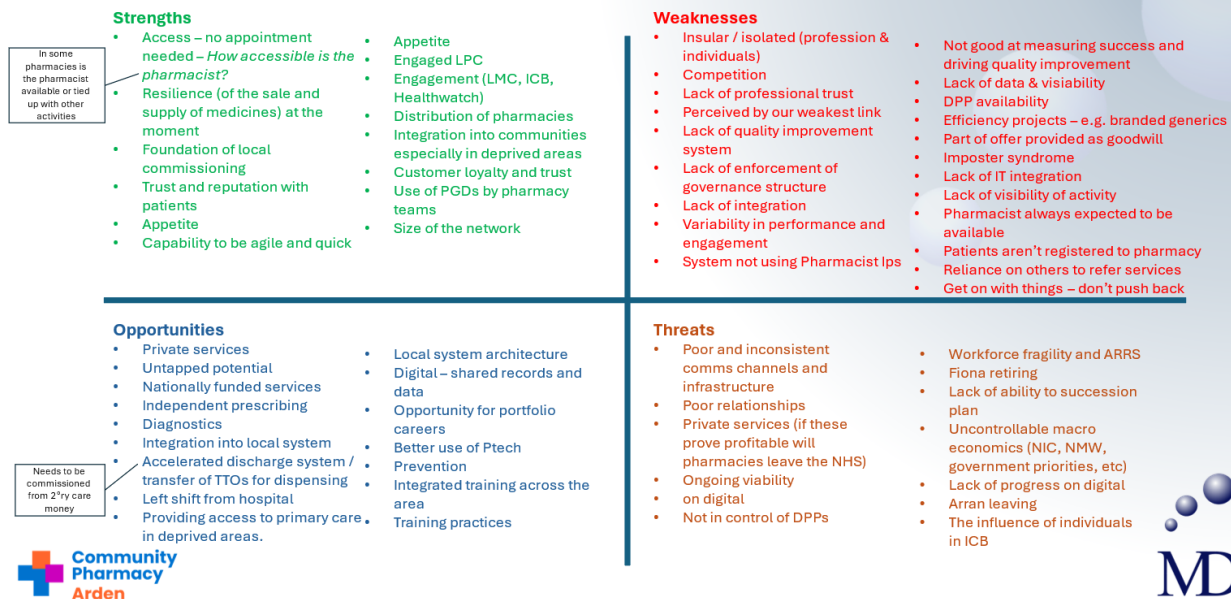 Strengths
• Access – no appointment
needed – How accessible is the
pharmacist?
• Resilience (of the sale and
supply of medicines) at the
moment
• Foundation of local
commissioning
• Trust and reputation with
patients
• Appetite
• Capability to be agile and quick
• Appetite
• Engaged LPC
• Engagement (LMC, ICB,
Healthwatch)
• Distribution of pharmacies
• Integration into communities
especially in deprived areas
• Customer loyalty and trust
• Use of PGDs by pharmacy
teams
• Size of the network
In some
pharmacies is
the pharmacist
available or tied
up with other
activities
Weaknesses
• Insular / isolated (profession &
individuals)
• Competition
• Lack of professional trust
• Perceived by our weakest link
• Lack of quality improvement
system
• Lack of enforcement of
governance structure
• Lack of integration
• Variability in performance and
engagement
• System not using Pharmacist Ips
• Not good at measuring success and
driving quality improvement
• Lack of data & visiability
• DPP availability
• Efficiency projects – e.g. branded generics
• Part of offer provided as goodwill
• Imposter syndrome
• Lack of IT integration
• Lack of visibility of activity
• Pharmacist always expected to be
available
• Patients aren't registered to pharmacy
• Reliance on others to refer services
• Get on with things – don't push back
Opportunities
• Private services
• Untapped potential
• Nationally funded services
• Independent prescribing
• Diagnostics
• Integration into local system
• Accelerated discharge system /
transfer of TTOs for dispensing
• Left shift from hospital
• Providing access to primary care
in deprived areas.
• Local system architecture
• Digital – shared records and
data
• Opportunity for portfolio
careers
• Better use of Ptech
• Prevention
• Integrated training across the
area
• Training practices
Needs to be
commissioned
from 2°ry care
money
Threats
• Poor and inconsistent
comms channels and
infrastructure
• Poor relationships
• Private services (if these
prove profitable will
pharmacies leave the NHS)
• Ongoing viability
• on digital
• Not in control of DPPs
• Workforce fragility and ARRS
• Fiona retiring
• Lack of ability to succession
plan
• Uncontrollable macro
economics (NIC, NMW,
government priorities, etc)
• Lack of progress on digital
• Arran leaving
• The influence of individuals
in ICB
Community
Pharmacy
Arden
MD